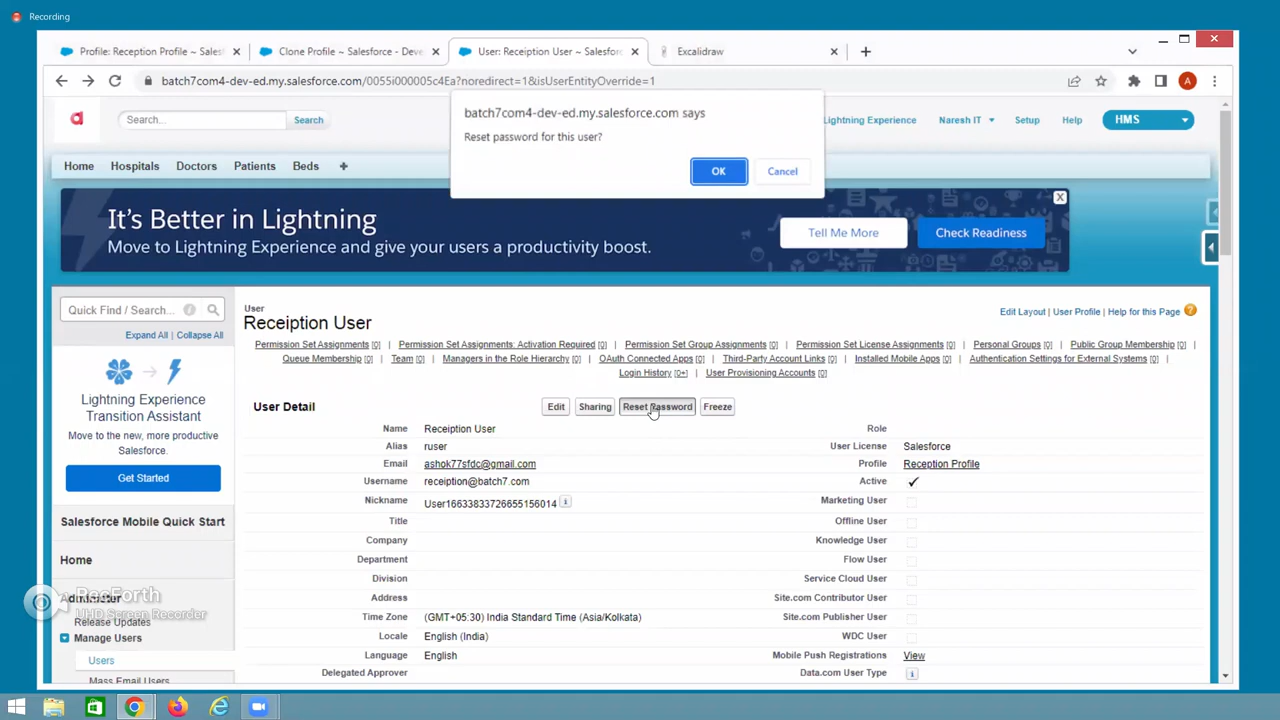 Recording
Profile: Reception Profile ~ Sales
Clone Profile ~ Salesforce - Deve
User: Receiption User ~ Salesforc
Excalidraw
batch7com4-dev-ed.my.salesforce.com/0055i000005c4Ea?noredirect=1&isUserEntityOverride=1
A
batch7com4-dev-ed.my.salesforce.com says
Reset password for this user?
OK
Cancel
a
Search...
Search
Lightning Experience
Naresh IT
Setup
Help
HMS
Home
Hospitals
Doctors
Patients
Beds
It's Better in Lightning
Move to Lightning Experience and give your users a productivity boost.
Tell Me More
Check Readiness
X
Quick Find / Search...
Expand All | Collapse All
Lightning Experience
Transition Assistant
Move to the new, more productive
Salesforce.
Get Started
Salesforce Mobile Quick Start
Home
Administer
Release Updates
Manage Users
Users
Mass Email Users
RecForth
UHD Screen Recorder
User
Receiption User
Edit Layout | User Profile | Help for this Page
Permission Set Assignments [0] | Permission Set Assignments: Activation Required [0] | Permission Set Group Assignments [0] | Permission Set License Assignments [0] | Personal Groups [0] | Public Group Membership [0] |
Queue Membership [0] | Team [0] | Managers in the Role Hierarchy [0] | OAuth Connected Apps [0] | Third-Party Account Links [0] | Installed Mobile Apps [0] | Authentication Settings for External Systems [0] |
Login History [0+] | User Provisioning Accounts [0]
User Detail
Edit
Sharing
Reset Password
Freeze
Name Receiption User
Role
Alias ruser
User License Salesforce
Email ashok77sfdc@gmail.com
Profile Reception Profile
Username receiption@batch7.com
Active
Nickname User16633833726655156014
Marketing User
Title
Offline User
Company
Knowledge User
Department
Flow User
Division
Service Cloud User
Address
Site.com Contributor User
Time Zone (GMT+05:30) India Standard Time (Asia/Kolkata)
Site.com Publisher User
Locale English (India)
WDC User
Language English
Mobile Push Registrations View
Delegated Approver
Data.com User Type